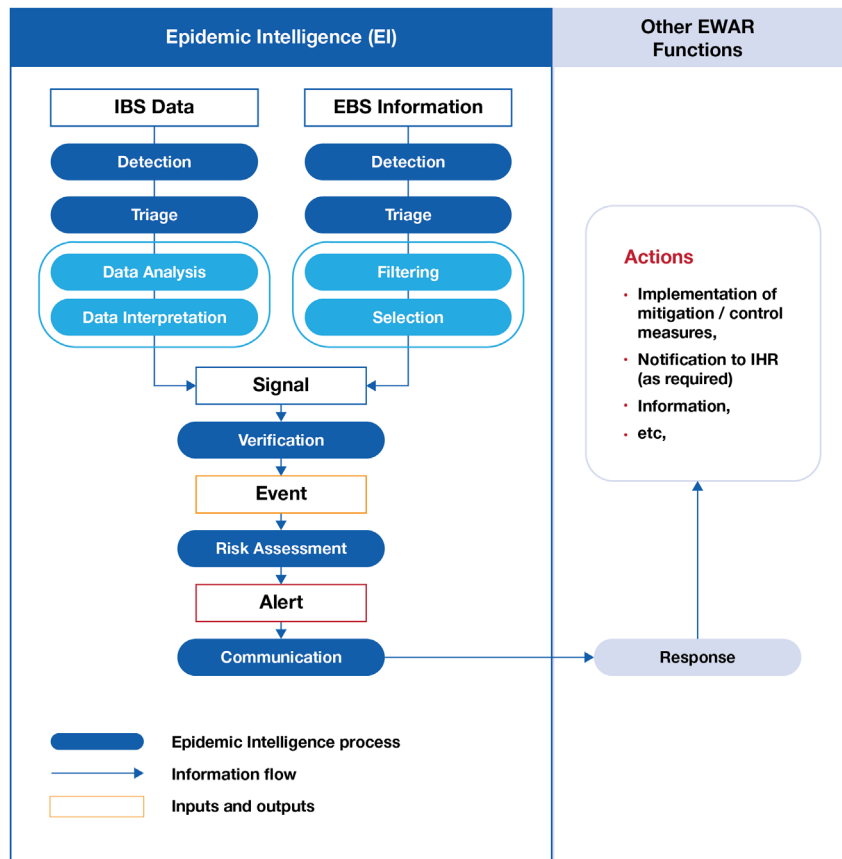 Epidemic Intelligence (EI)
Other EWAR
Functions
IBS Data
EBS Information
Detection
Detection
Triage
Triage
Data Analysis
Filtering
Data Interpretation
Selection
Signal
Verification
Event
Risk Assessment
Alert
Communication
Response
Actions
• Implementation of
mitigation / control
measures,
• Notification to IHR
(as required)
• Information,
• etc,
Epidemic Intelligence process
Information flow
Inputs and outputs